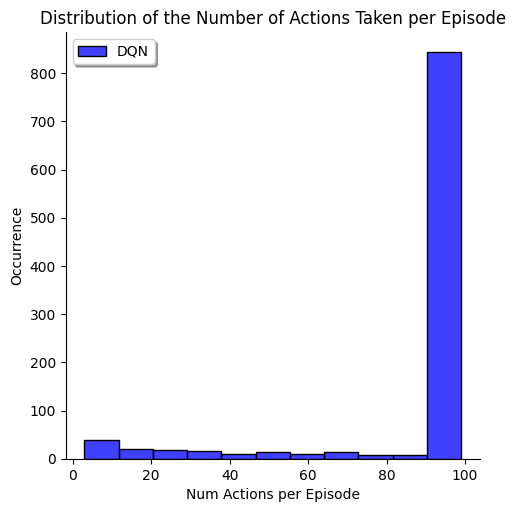 Distribution of the Number of Actions Taken per Episode
DQN
800
700
600
500
400
300
200
100
0
Occurrence
0 20 40 60 80 100
Num Actions per Episode